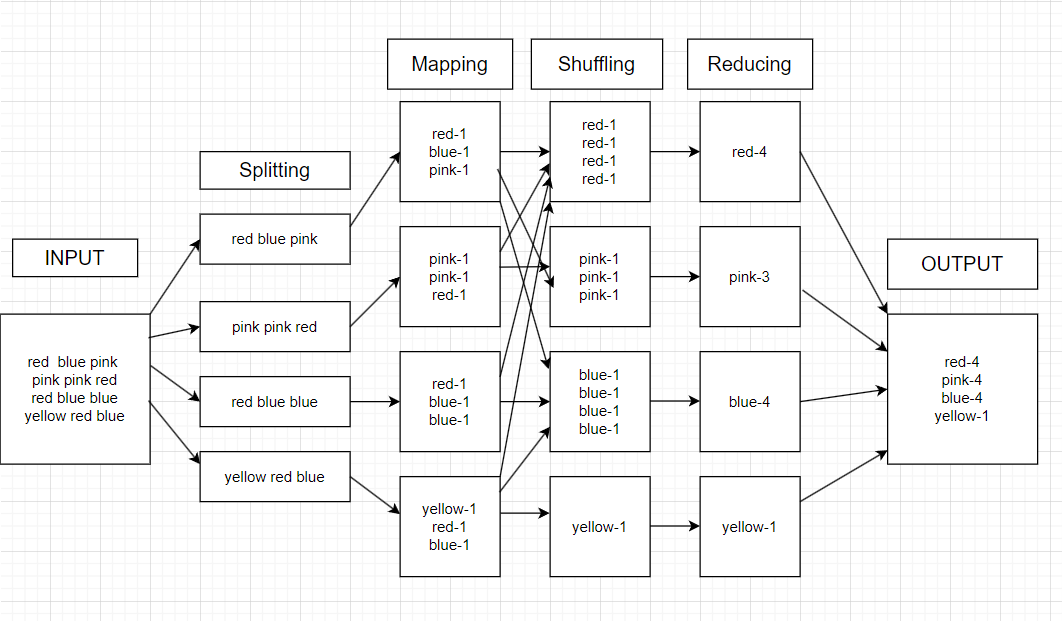 INPUT
red blue pink
pink pink red
red blue blue
yellow red blue
Splitting
red blue pink
pink pink red
red blue blue
yellow red blue
Mapping
red-1
blue-1
pink-1
pink-1
pink-1
red-1
red-1
blue-1
blue-1
yellow-1
red-1
blue-1
Shuffling
red-1
red-1
red-1
red-1
pink-1
pink-1
pink-1
blue-1
blue-1
blue-1
blue-1
yellow-1
Reducing
red-4
pink-3
blue-4
yellow-1
OUTPUT
red-4
pink-4
blue-4
yellow-1